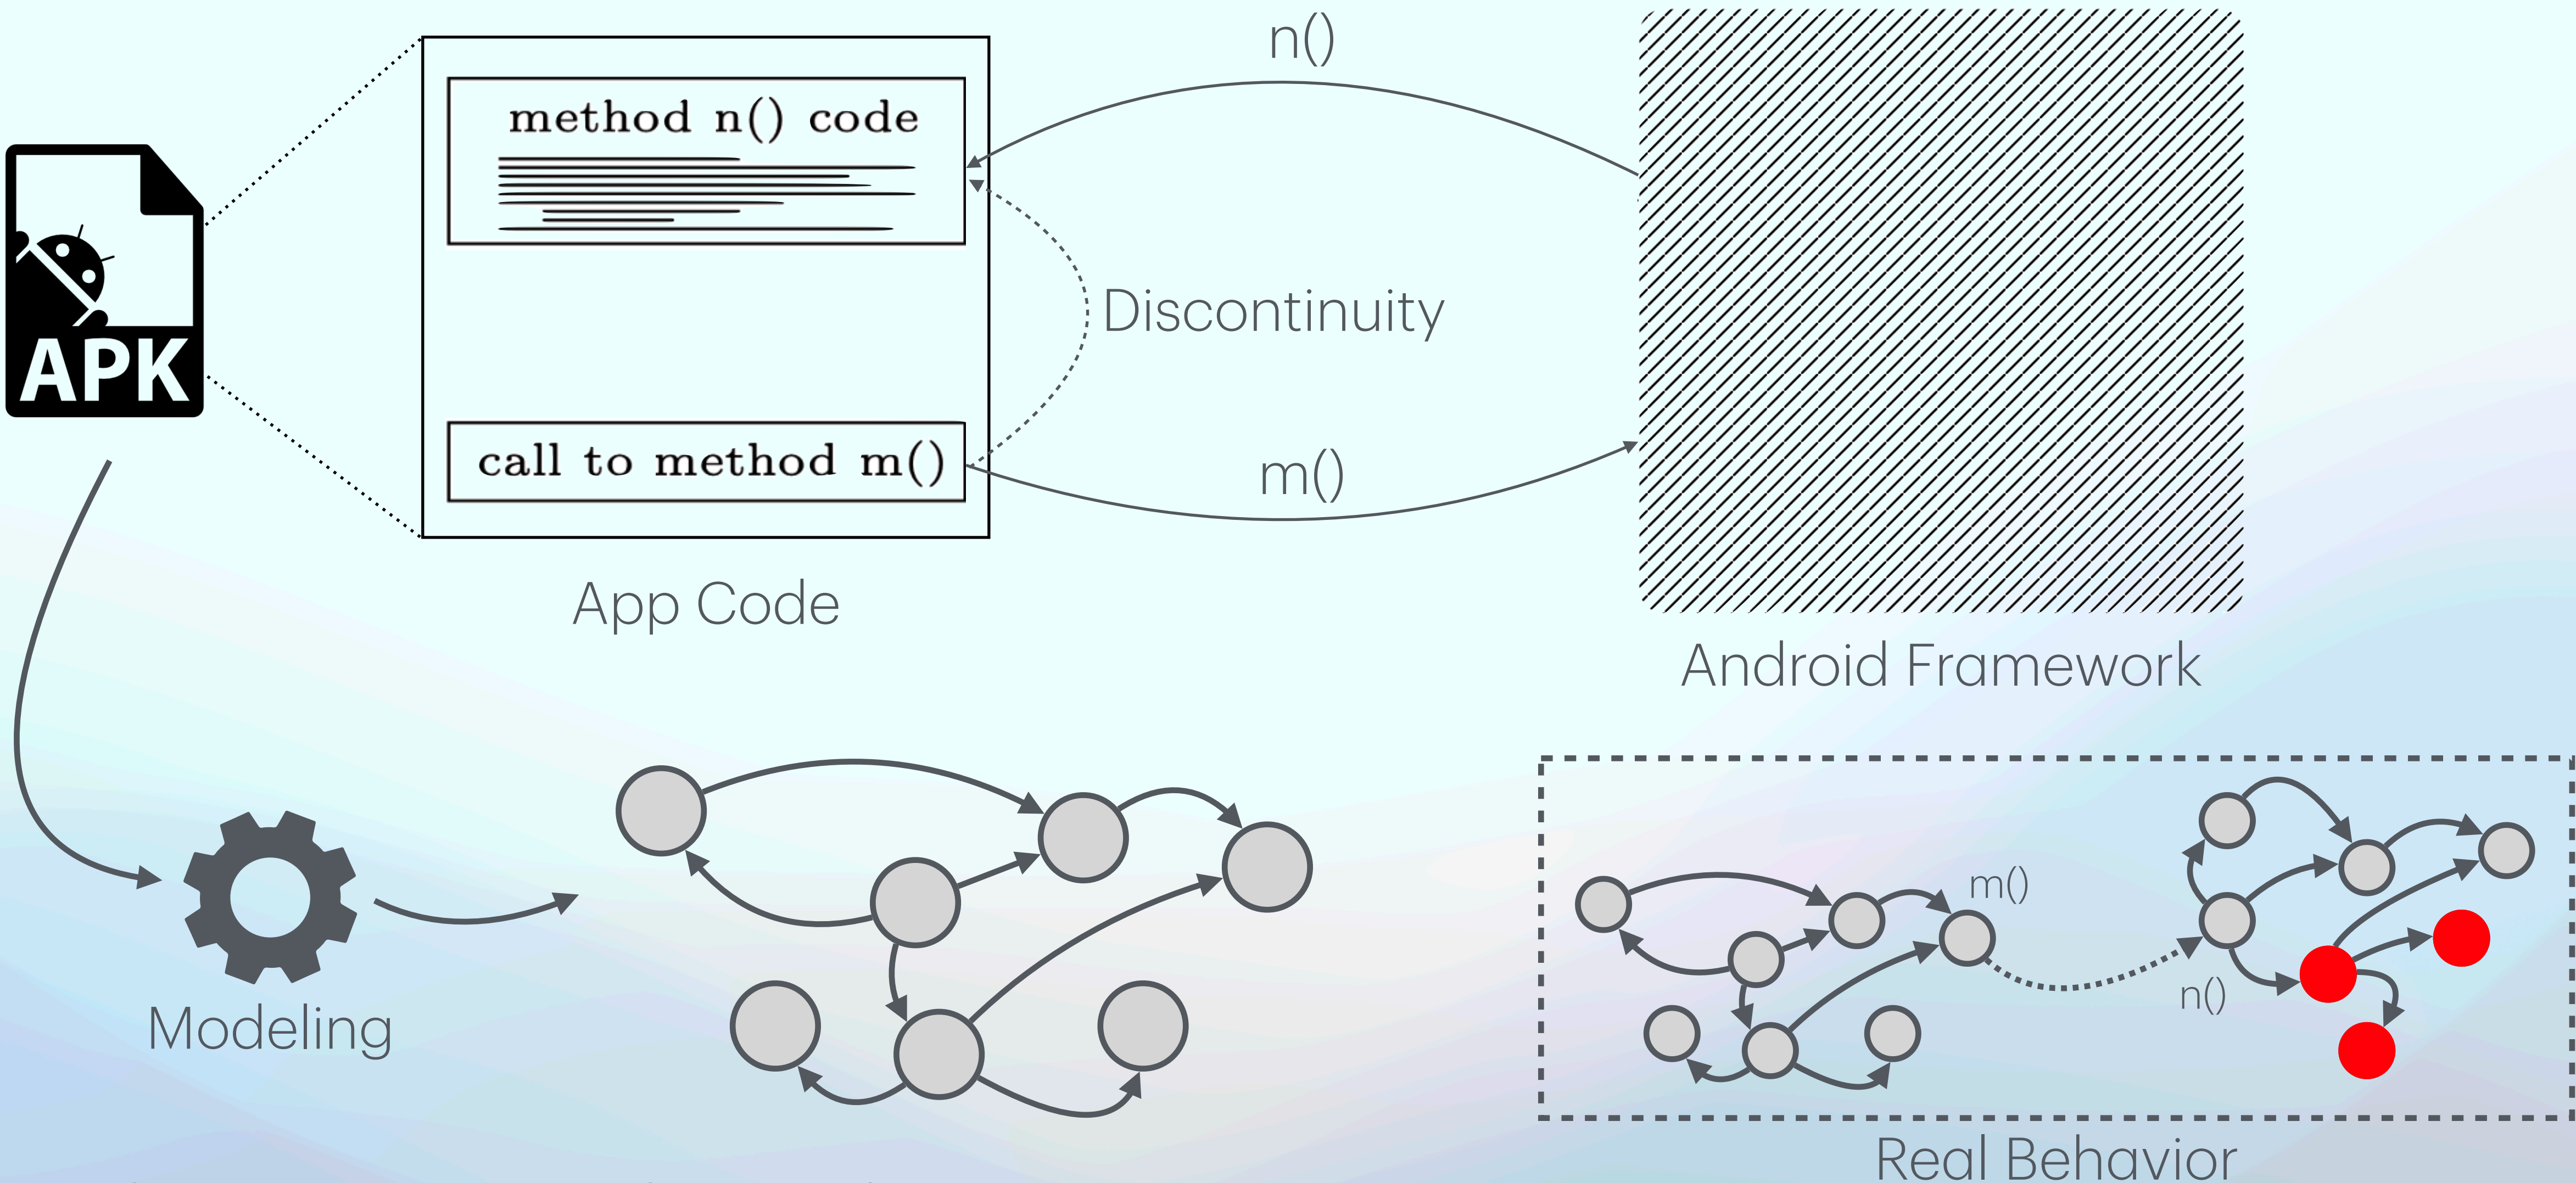 n()
method n() code
APK
Discontinuity
call to method m()
m()
App Code
Android Framework
Modeling
m()
n()
Real Behavior